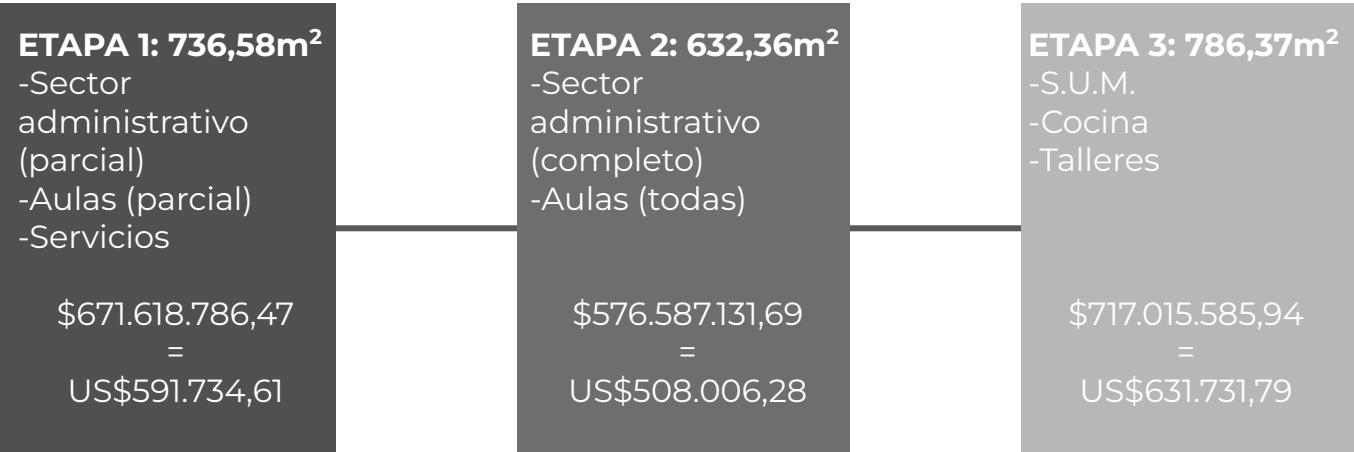 ETAPA 1: 736,58m²
-Sector
administrativo
(parcial)
-Aulas (parcial)
-Servicios
$671.618.786,47
=
US$591.734,61
ETAPA 2: 632,36m²
-Sector
administrativo
(completo)
-Aulas (todas)
$576.587.131,69
=
US$508.006,28
ETAPA 3: 786,37m²
-S.U.M.
-Cocina
-Talleres
$717.015.585,94
=
US$631.731,79